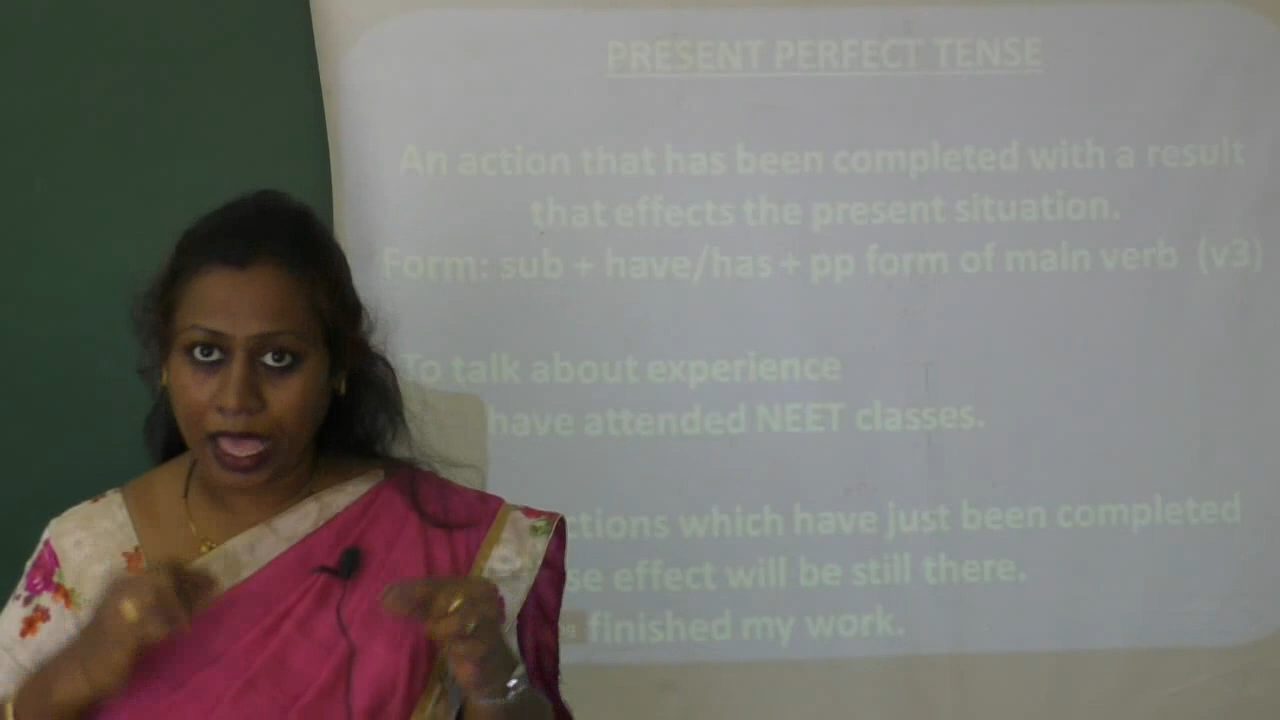 PRESENT PERFECT TENSE
An action that has been completed with a result
that effects the present situation.
Form: sub + have/has + pp form of main verb (v3)
To talk about experience
have attended NEET classes.
ctions which have just been completed
se effect will be still there.
finished my work.